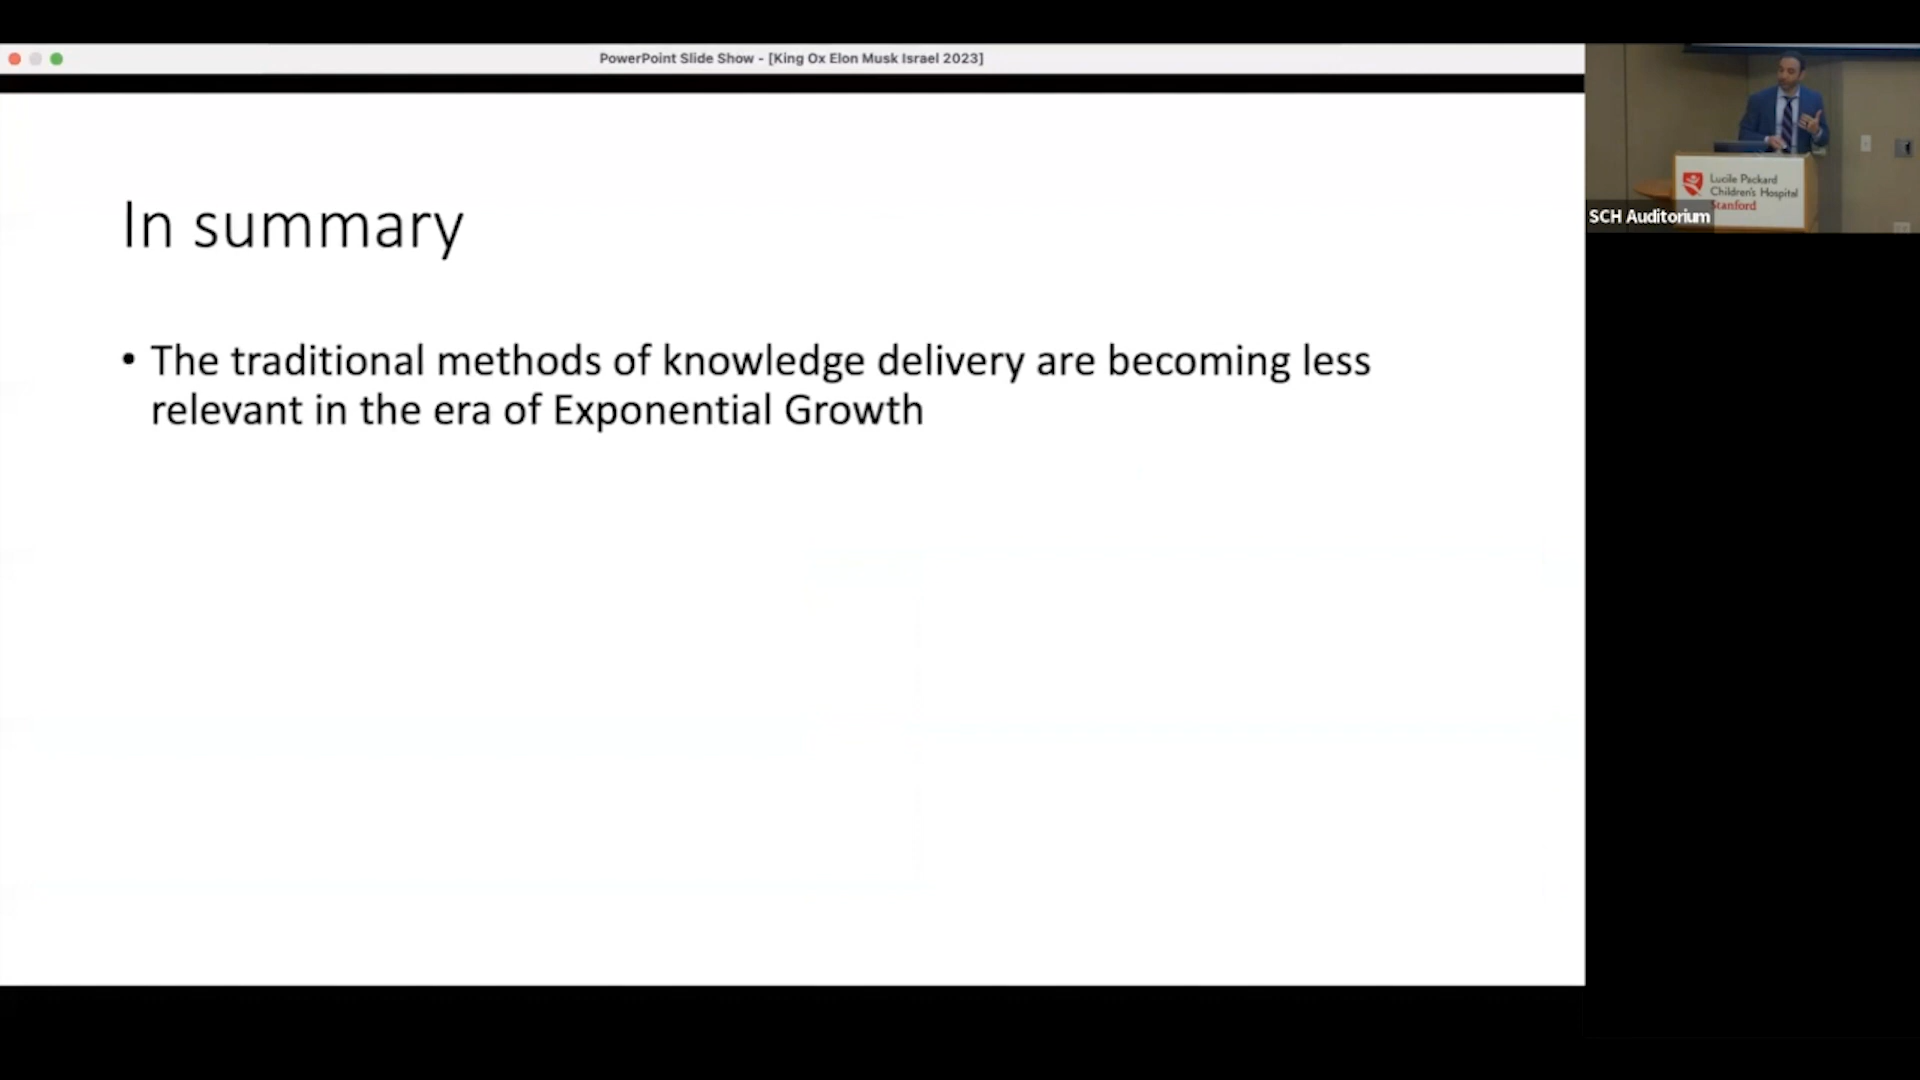 PowerPoint Slide Show - [King Ox Elon Musk Israel 2023]
In summary
• The traditional methods of knowledge delivery are becoming less
relevant in the era of Exponential Growth
Lucile Packard
Children's Hospital
Stanford
SCH Auditorium